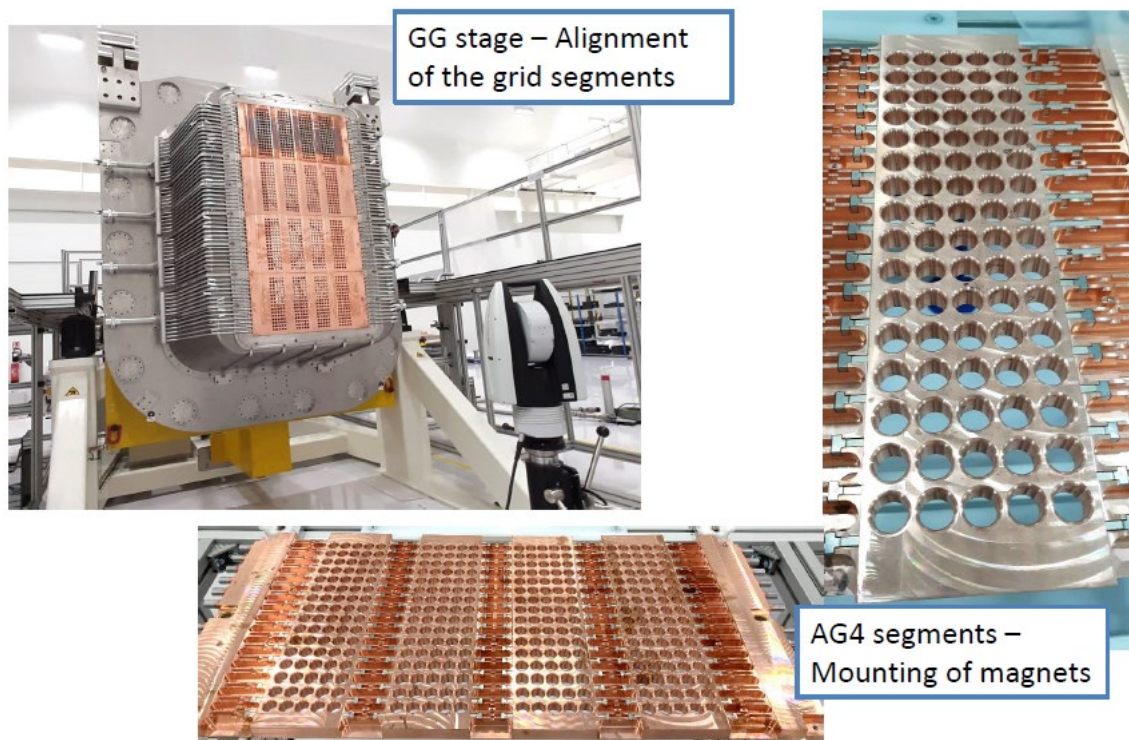 GG stage – Alignment
of the grid segments
AG4 segments –
Mounting of magnets